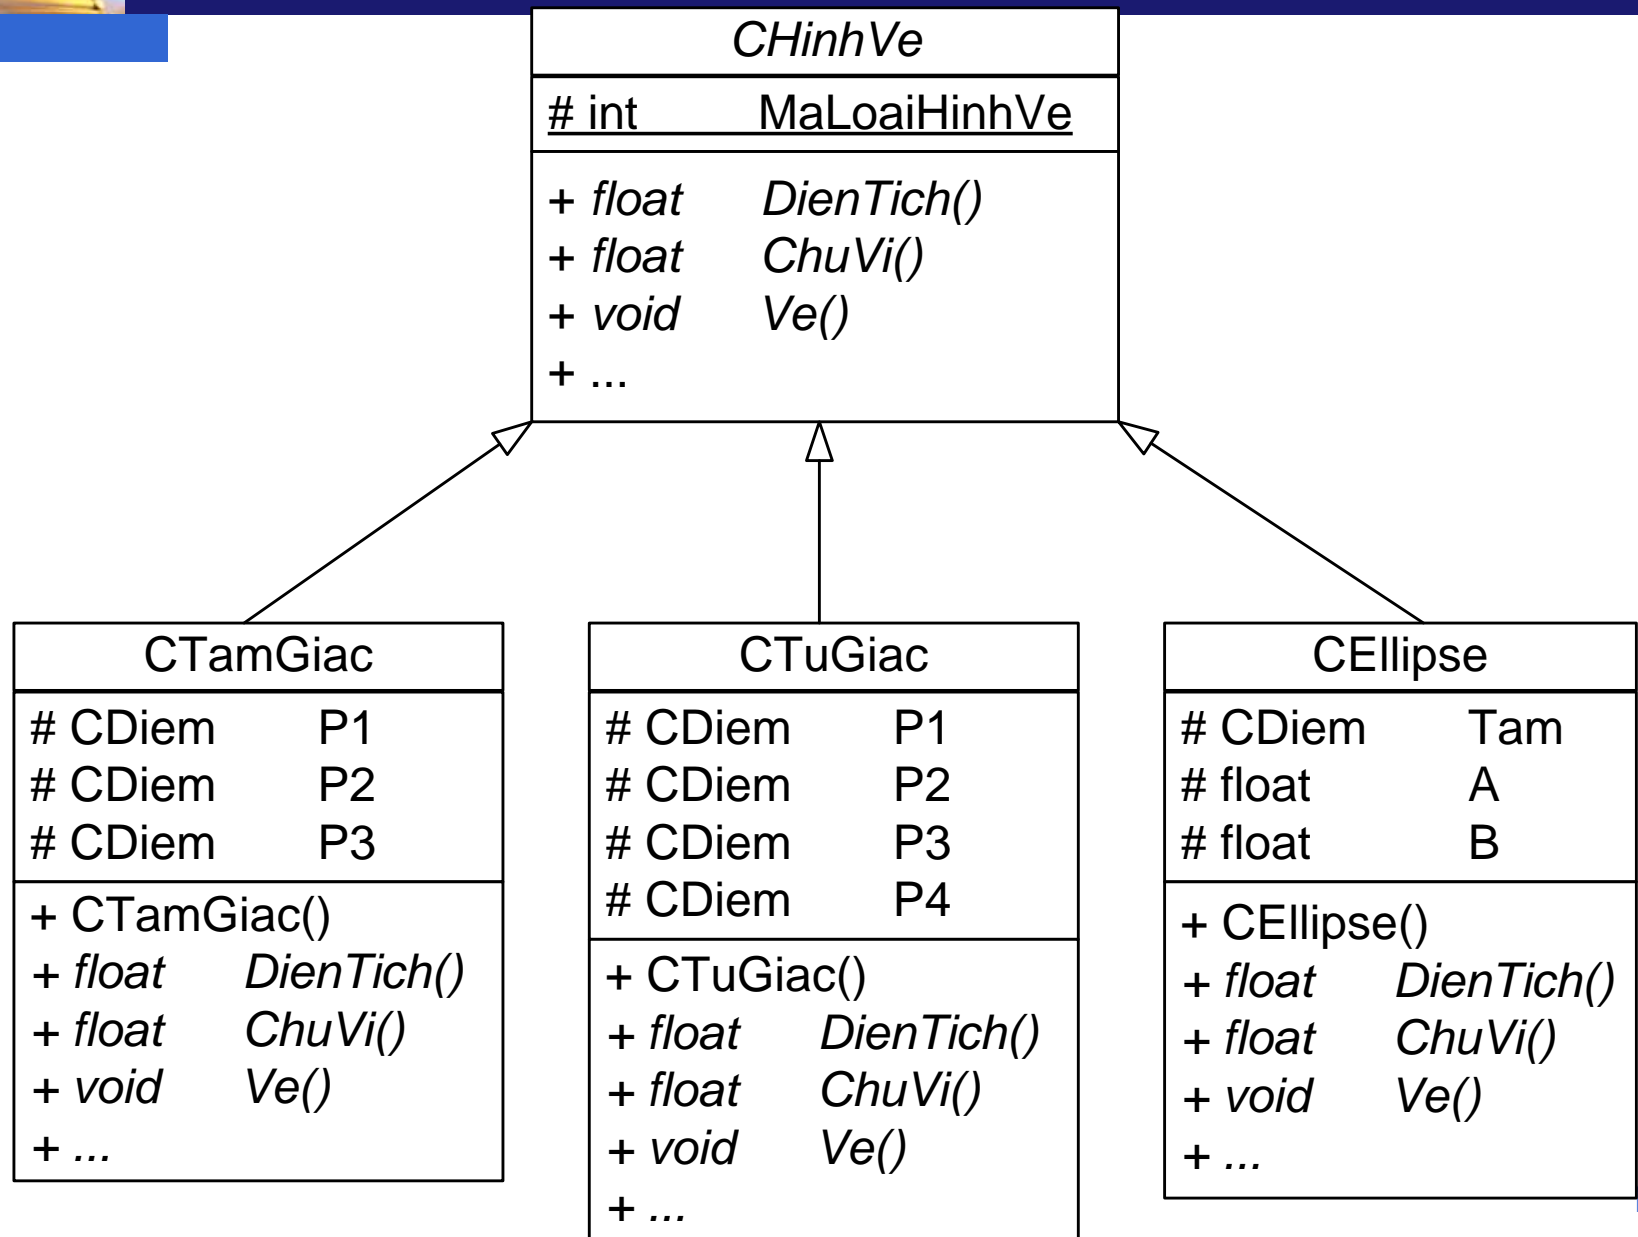 CHinhVe
# int MaLoaiHinhVe
+ float DienTich()
+ float ChuVi()
+ void Ve()
+ ...
CTamGiac
# CDiem P1
# CDiem P2
# CDiem P3
+ CTamGiac()
+ float DienTich()
+ float ChuVi()
+ void Ve()
+ ...
CTuGiac
# CDiem P1
# CDiem P2
# CDiem P3
# CDiem P4
+ CTuGiac()
+ float DienTich()
+ float ChuVi()
+ void Ve()
+ ...
CEllipse
# CDiem Tam
# float A
# float B
+ CEllipse()
+ float DienTich()
+ float ChuVi()
+ void Ve()
+ ...